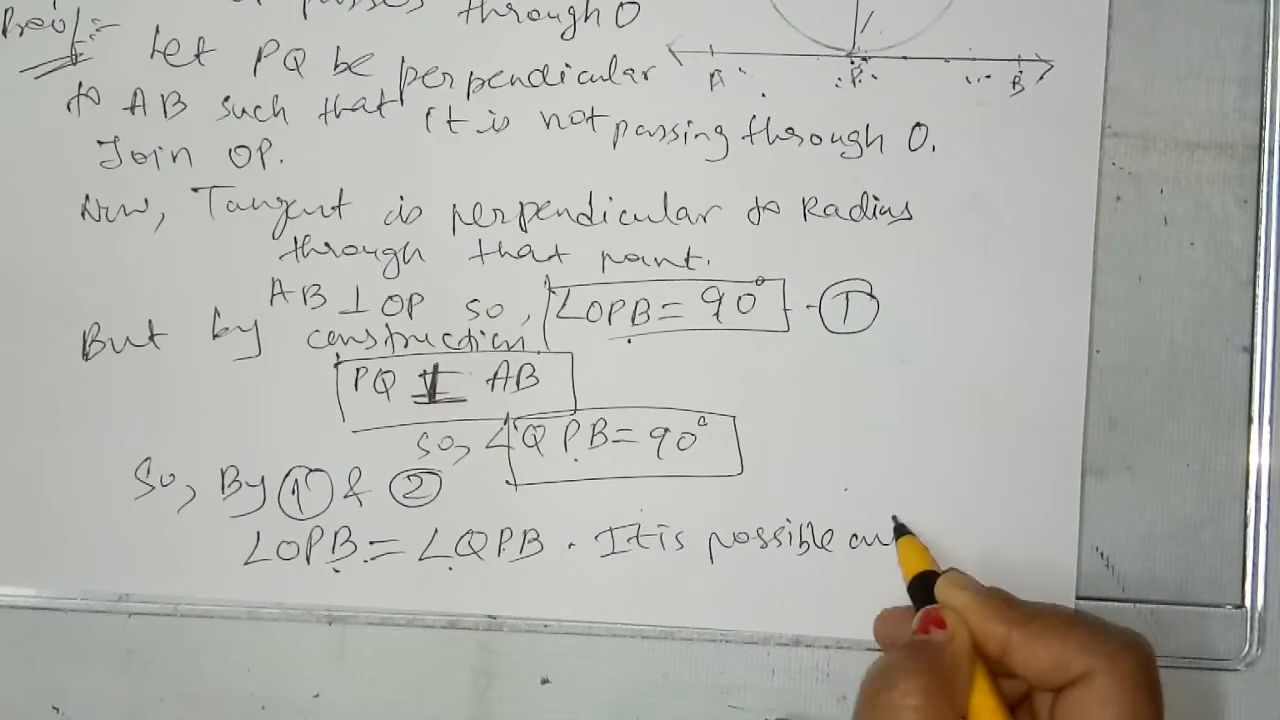 passes through O
Proof:-
Let PQ be perpendicular
to AB such that it is not passing through O.
Join OP.
Now, Tangent is perpendicular to Radius
through that point.
AB ⊥ OP so, ∠OPB = 90° - ①
But by construction
PQ ⊥ AB
so, ∠QPB = 90°
So, By ① & ②
∠OPB = ∠QPB. It is possible on
A P B